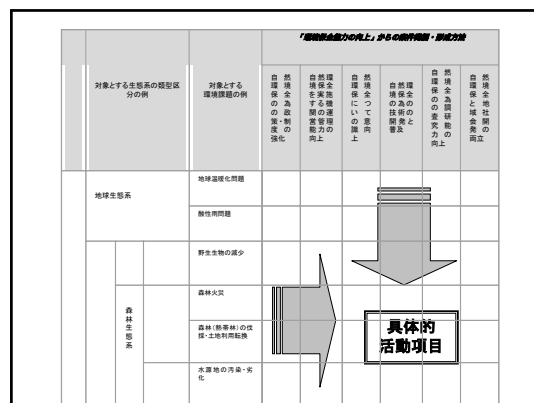 「環境保全能力の向上」からの案件発掘・形成方法
対象とする生態系の類型区
分の例
対象とする
環境課題の例
自然環境保全の為の政策・制度の強化
自然環境保全を実施する機関の運営管理能力の向上
自然環境保全についての意識向上
自然環境保全の為の技術の開発と普及
自然環境保全の為の調査研究能力の向上
自然環境保全と地域社会開発の両立
地球生態系
地球温暖化問題
酸性雨問題
野生生物の減少
森林生態系
森林火災
森林(熱帯林)の伐
採・土地利用転換
水源地の汚染・劣
化
具体的
活動項目